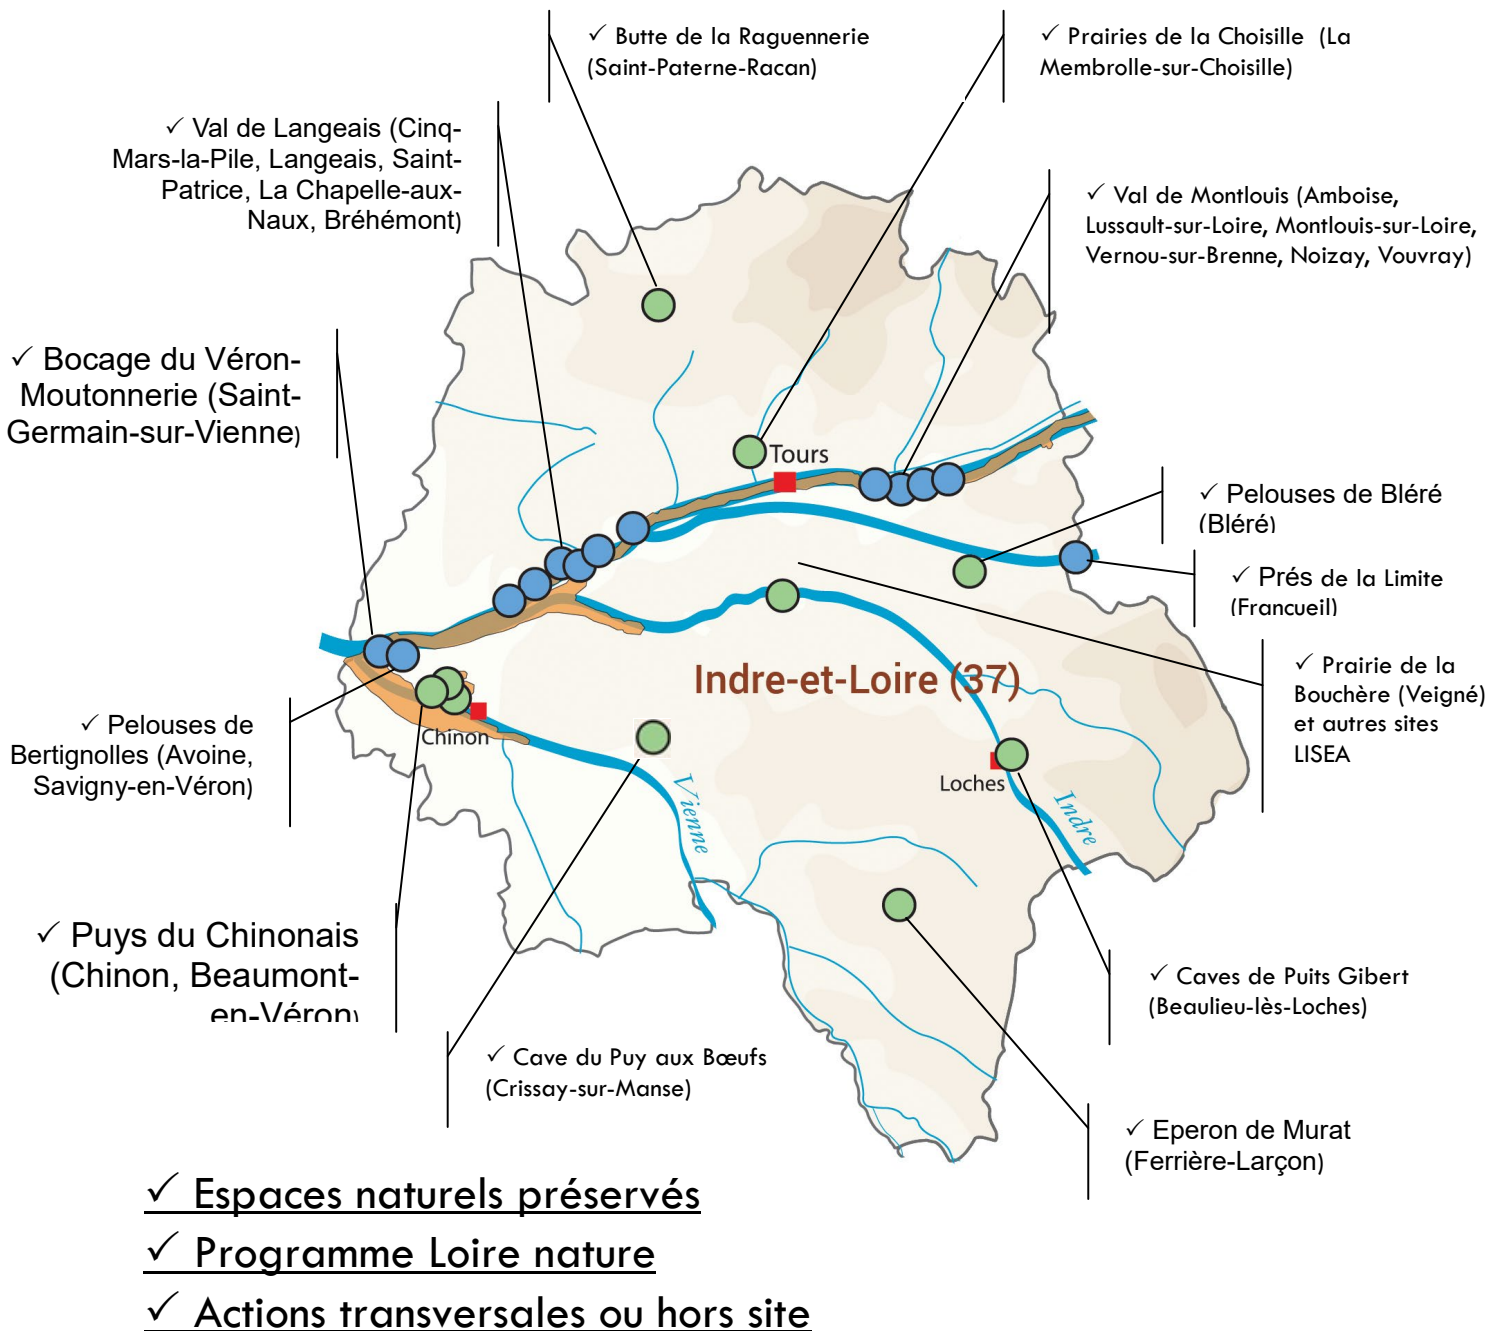 ✓ Butte de la Raguennerie
(Saint-Paterne-Racan)
✓ Prairies de la Choisille (La
Membrolle-sur-Choisille)
✓ Val de Langeais (Cinq-
Mars-la-Pile, Langeais, Saint-
Patrice, La Chapelle-aux-
Naux, Bréhémont)
✓ Val de Montlouis (Amboise,
Lussault-sur-Loire, Montlouis-sur-Loire,
Vernou-sur-Brenne, Noizay, Vouvray)
✓ Bocage du Véron-
Moutonnerie (Saint-
Germain-sur-Vienne)
Tours
✓ Pelouses de Bléré
(Bléré)
✓ Prés de la Limite
(Francueil)
✓ Prairie de la
Bouchère (Veigné)
et autres sites
LISEA
Indre-et-Loire (37)
✓ Pelouses de
Bertignolles (Avoine,
Savigny-en-Véron)
Chinon
Vienne
Loches
Indre
✓ Puys du Chinonais
(Chinon, Beaumont-
en-Véron)
✓ Caves de Puits Gibert
(Beaulieu-lès-Loches)
✓ Cave du Puy aux Bœufs
(Crissay-sur-Manse)
✓ Eperon de Murat
(Ferrière-Larçon)
✓ Espaces naturels préservés
✓ Programme Loire nature
✓ Actions transversales ou hors site